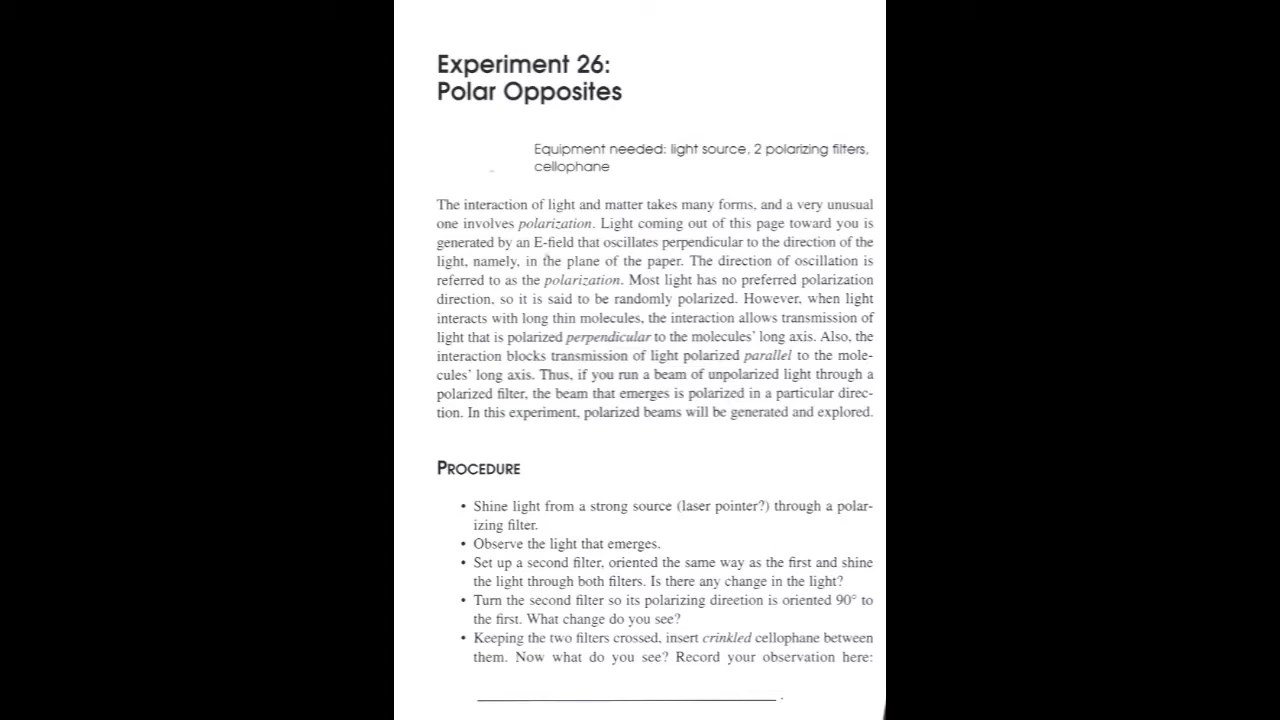 Experiment 26:
Polar Opposites
Equipment needed: light source, 2 polarizing filters,
cellophane
The interaction of light and matter takes many forms, and a very unusual
one involves polarization. Light coming out of this page toward you is
generated by an E-field that oscillates perpendicular to the direction of the
light, namely, in the plane of the paper. The direction of oscillation is
referred to as the polarization. Most light has no preferred polarization
direction, so it is said to be randomly polarized. However, when light
interacts with long thin molecules, the interaction allows transmission of
light that is polarized perpendicular to the molecules' long axis. Also, the
interaction blocks transmission of light polarized parallel to the mole-
cules' long axis. Thus, if you run a beam of unpolarized light through a
polarized filter, the beam that emerges is polarized in a particular direc-
tion. In this experiment, polarized beams will be generated and explored.
PROCEDURE
• Shine light from a strong source (laser pointer?) through a polar-
izing filter.
• Observe the light that emerges.
• Set up a second filter, oriented the same way as the first and shine
the light through both filters. Is there any change in the light?
• Turn the second filter so its polarizing direction is oriented 90° to
the first. What change do you see?
• Keeping the two filters crossed, insert crinkled cellophane between
them. Now what do you see? Record your observation here: